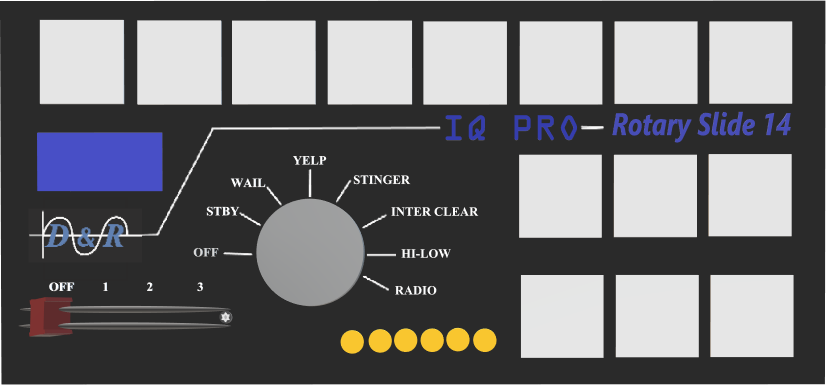 IQ PRO Rotary Slide 14
D & R
YELP
WAIL
STINGER
STBY
INTER CLEAR
OFF
HI-LOW
RADIO
OFF 1 2 3